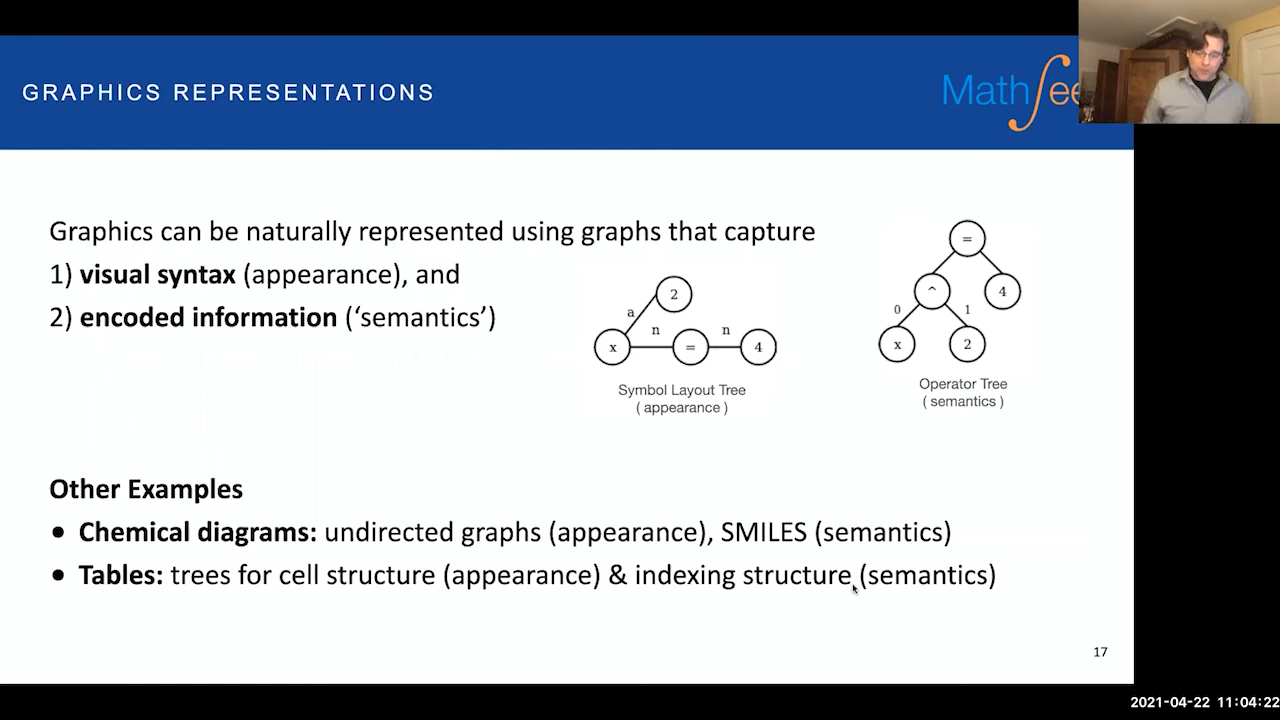 GRAPHICS REPRESENTATIONS
Math ee
Graphics can be naturally represented using graphs that capture
1) visual syntax (appearance), and
2) encoded information (‘semantics’)
2
a
n
n
x
=
4
Symbol Layout Tree
( appearance )
=
^
4
0
1
x
2
Operator Tree
( semantics )
Other Examples
• Chemical diagrams: undirected graphs (appearance), SMILES (semantics)
• Tables: trees for cell structure (appearance) & indexing structure (semantics)
17
2021-04-22 11:04:22